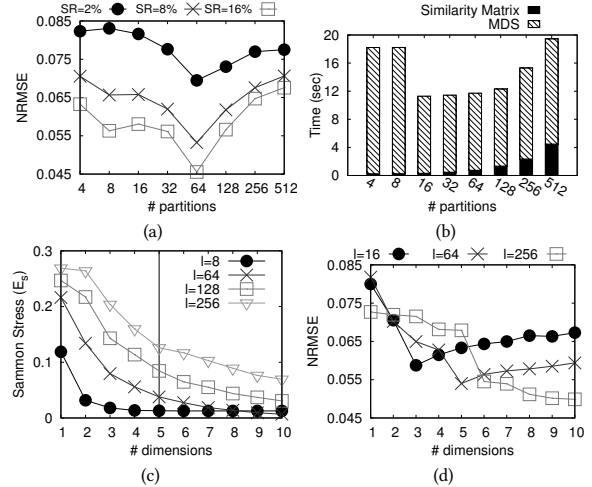 SR=2% SR=8% SR=16%
NRMSE
0.085
0.075
0.065
0.055
0.045
4 8 16 32 64 128 256 512
# partitions
(a)
Similarity Matrix
MDS
Time (sec)
20
16
12
8
4
0
4 8 16 32 64 128 256 512
# partitions
(b)
Sammon Stress (Es)
0.3
0.2
0.1
0
l=8
l=64
l=128
l=256
1 2 3 4 5 6 7 8 9 10
# dimensions
(c)
l=16 l=64 l=256
NRMSE
0.085
0.075
0.065
0.055
0.045
1 2 3 4 5 6 7 8 9 10
# dimensions
(d)